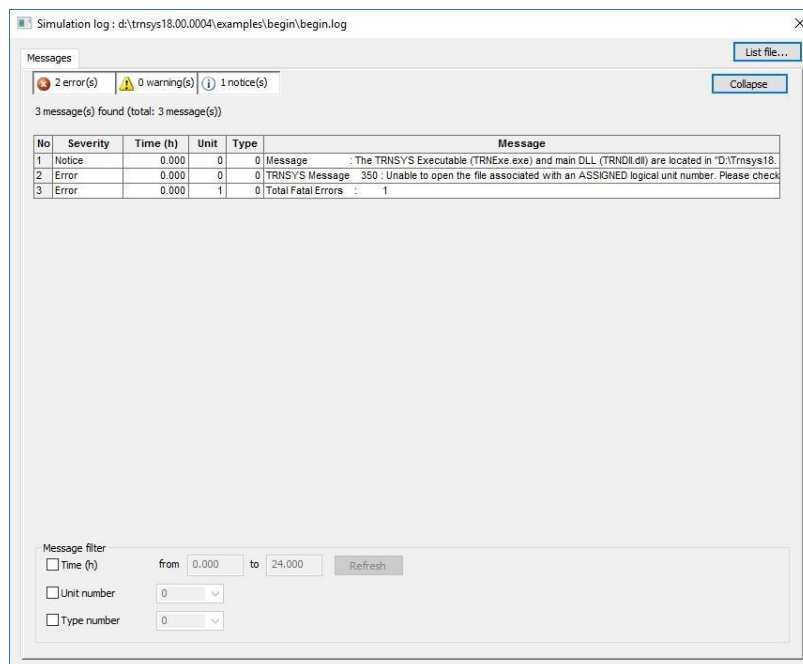 Simulation log : d:\trnsys18.00.0004\examples\begin\begin.log
List file...
Messages
2 error(s) 0 warning(s) 1 notice(s)
Collapse
3 message(s) found (total: 3 message(s))
No Severity Time (h) Unit Type Message
1 Notice 0.000 0 0 Message : The TRNSYS Executable (TRNExe.exe) and main DLL (TRNDll.dll) are located in "D:\Trnsys18.
2 Error 0.000 0 0 TRNSYS Message 350 : Unable to open the file associated with an ASSIGNED logical unit number. Please check
3 Error 0.000 1 0 Total Fatal Errors : 1
Message filter
Time (h) from 0.000 to 24.000 Refresh
Unit number 0
Type number 0